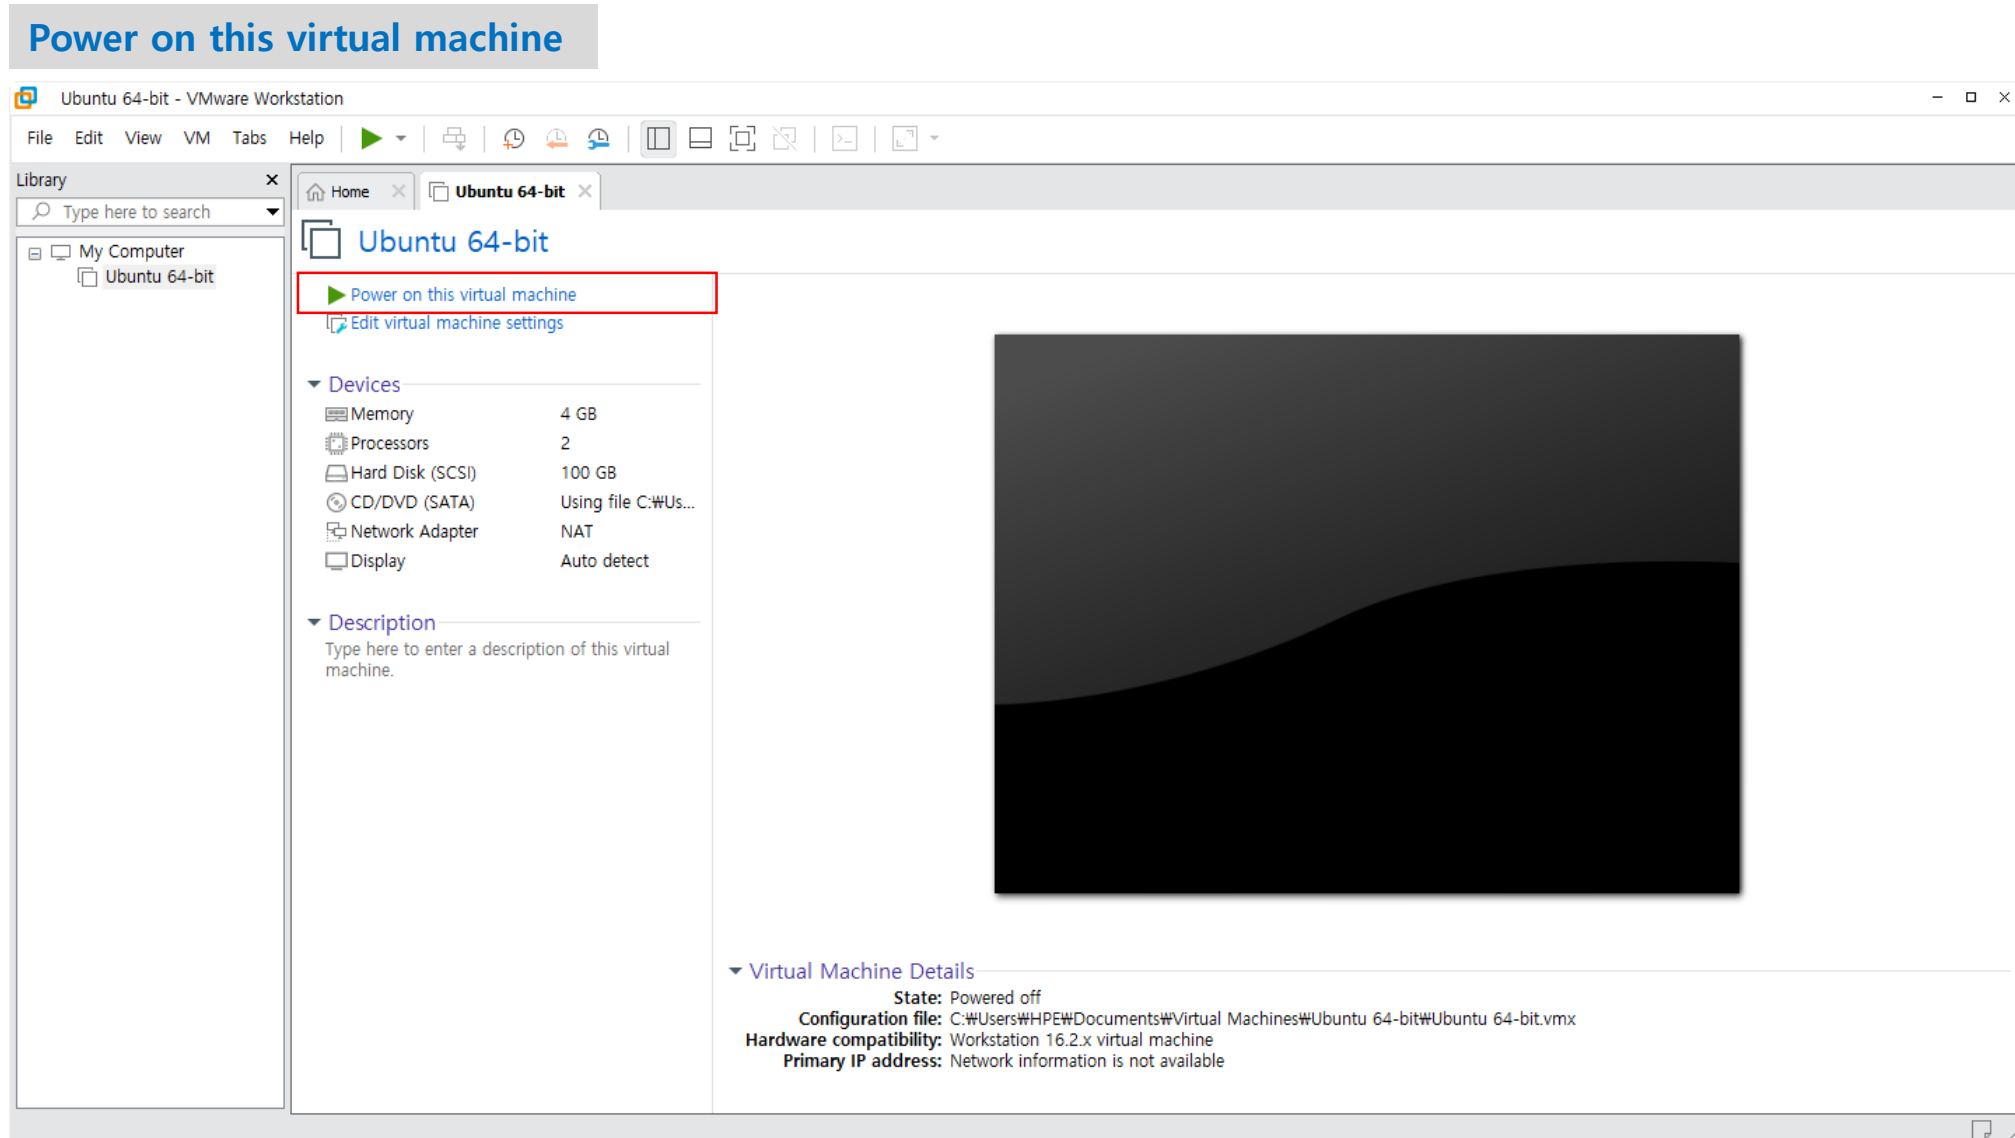 Power on this virtual machine
Ubuntu 64-bit - VMware Workstation
File Edit View VM Tabs Help
Library
Type here to search
My Computer
Ubuntu 64-bit
Home
Ubuntu 64-bit
Ubuntu 64-bit
Power on this virtual machine
Edit virtual machine settings
Devices
Memory 4 GB
Processors 2
Hard Disk (SCSI) 100 GB
CD/DVD (SATA) Using file C:₩Us...
Network Adapter NAT
Display Auto detect
Description
Type here to enter a description of this virtual
machine.
Virtual Machine Details
State: Powered off
Configuration file: C:₩Users₩HPE₩Documents₩Virtual Machines₩Ubuntu 64-bit₩Ubuntu 64-bit.vmx
Hardware compatibility: Workstation 16.2.x virtual machine
Primary IP address: Network information is not available